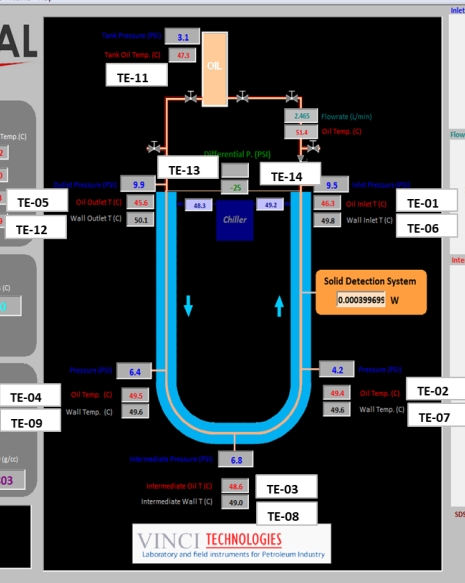 Inlet
AL
Tank Pressure (PSI) 3.1
Tank Oil Temp. (C) 47.3
OIL
TE-11
2.465 Flowrate (L/min)
51.4 Oil Temp. (C)
Temp.(C)
Flow
Differential P. (PSI)
TE-13
TE-14
-25
Outlet Pressure (PSI) 9.9
9.5 Inlet Pressure (PSI)
TE-05
Oil Outlet T (C) 45.6
48.3
49.2
46.3 Oil Inlet T (C)
TE-01
TE-12
Wall Outlet T (C) 50.1
Chiller
49.8 Wall Inlet T (C)
TE-06
Inte
(C)
Solid Detection System
0.000399699 W
Pressure (PSI) 6.4
4.2 Pressure (PSI)
TE-04
Oil Temp. (C) 49.5
49.4 Oil Temp. (C)
TE-02
TE-09
Wall Temp. (C) 49.6
49.6 Wall Temp. (C)
TE-07
(g/cc)
Intermediate Pressure (PSI) 6.8
03
Intermediate Oil T (C) 48.6
TE-03
Intermediate Wall T (C) 49.0
TE-08
SDS
VINCI TECHNOLOGIES
Laboratory and field instruments for Petroleum Industry